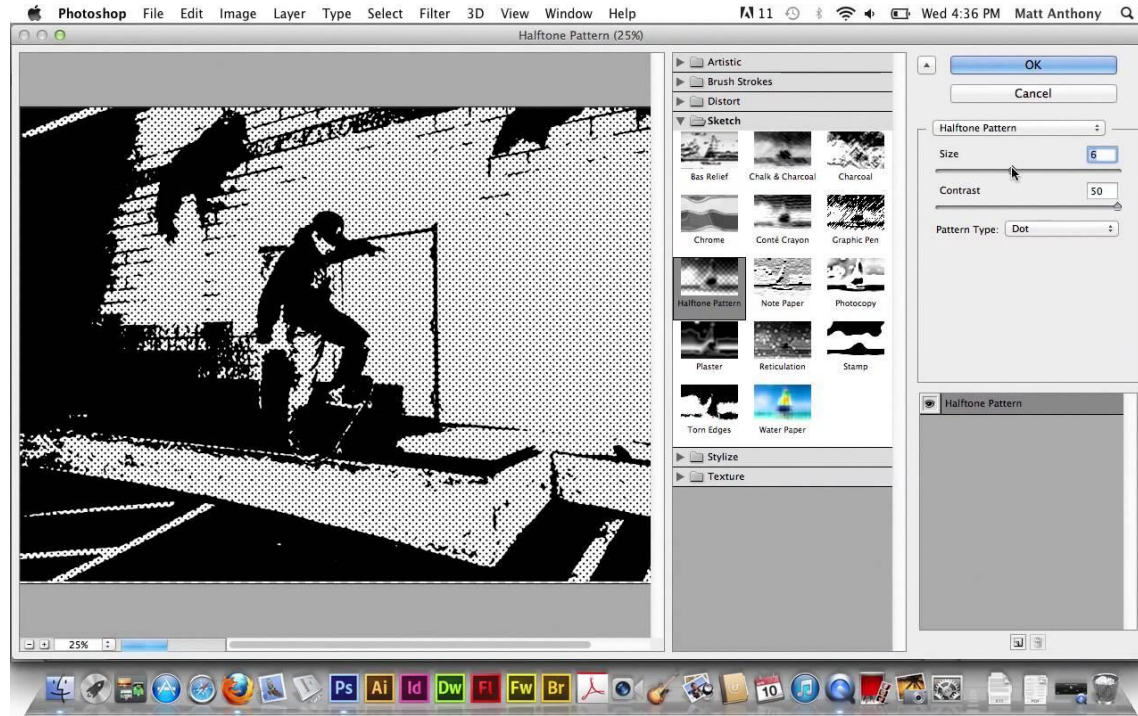 Photoshop File Edit Image Layer Type Select Filter 3D View Window Help 11 Wed 4:36 PM Matt Anthony
Halftone Pattern (25%)
Artistic
Brush Strokes
Distort
Sketch
Bas Relief Chalk & Charcoal Charcoal
Chrome Conté Crayon Graphic Pen
Halftone Pattern Note Paper Photocopy
Plaster Reticulation Stamp
Torn Edges Water Paper
Stylize
Texture
OK
Cancel
Halftone Pattern
Size 6
Contrast 50
Pattern Type: Dot
Halftone Pattern
25%
Ps Ai Id Dw Fl Fw Br 10